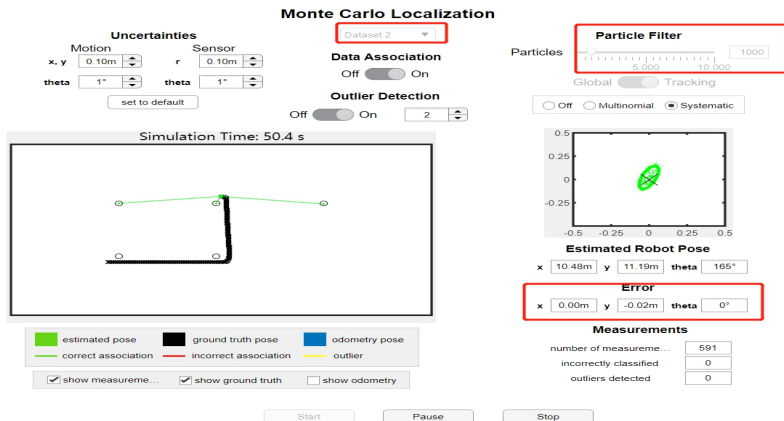 Monte Carlo Localization
Uncertainties
Motion Sensor
x, y 0.10m r 0.10m
theta 1° theta 1°
set to default
Dataset 2
Data Association
Off On
Outlier Detection
Off On 2
Particle Filter
Particles 1000
5.000 10.000
Global Tracking
Off Multinomial Systematic
Simulation Time: 50.4 s
0.5
0.25
0
-0.25
-0.5 -0.25 0 0.25 0.5
Estimated Robot Pose
x 10.48m y 11.19m theta 165°
Error
x 0.00m y -0.02m theta 0°
Measurements
number of measureme... 591
incorrectly classified 0
outliers detected 0
estimated pose ground truth pose odometry pose
correct association incorrect association outlier
show measureme... show ground truth show odometry
Start Pause Stop